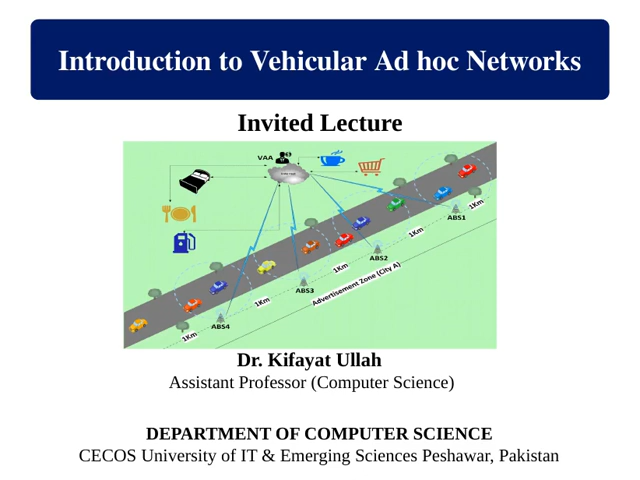 Introduction to Vehicular Ad hoc Networks
Invited Lecture
VAA
ABS1
1Km
1Km
ABS2
1Km
Advertisement Zone (City A)
ABS3
1Km
ABS4
1Km
Dr. Kifayat Ullah
Assistant Professor (Computer Science)
DEPARTMENT OF COMPUTER SCIENCE
CECOS University of IT & Emerging Sciences Peshawar, Pakistan